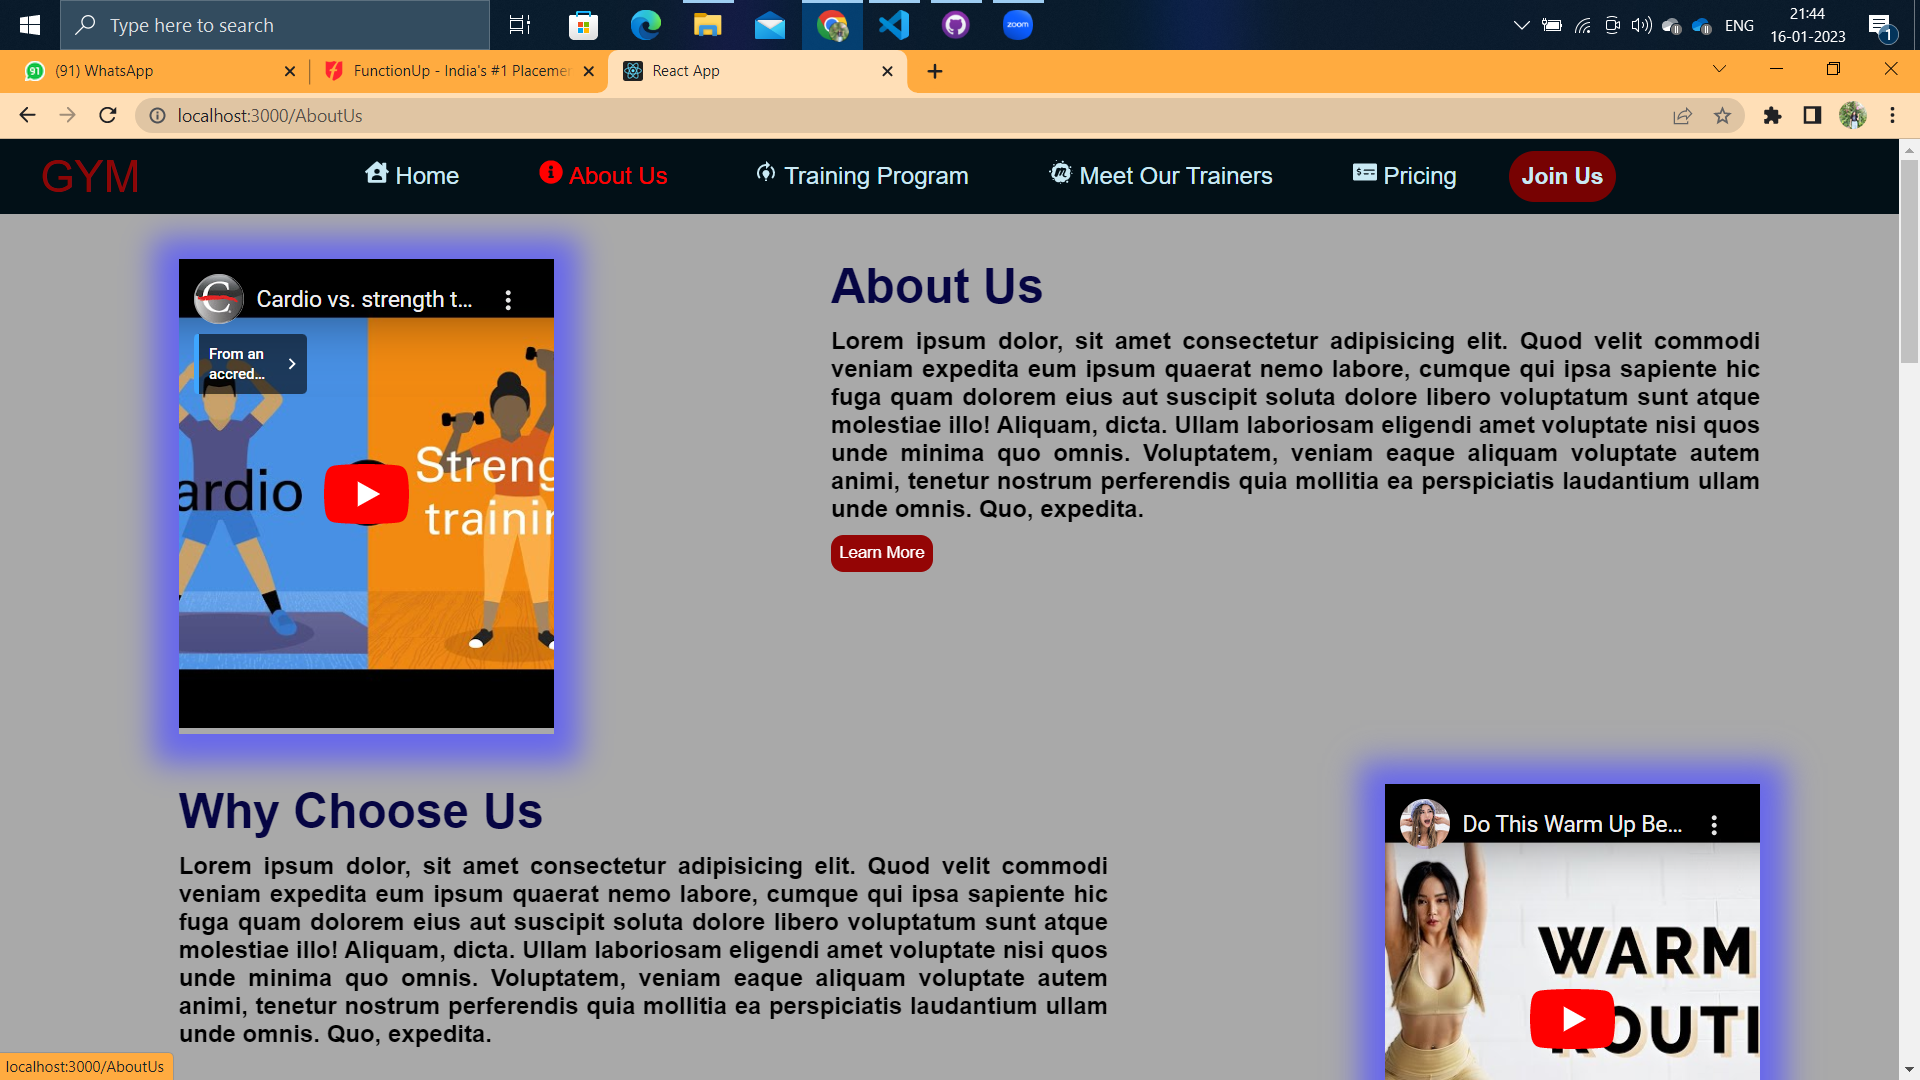 Type here to search
zoom
ENG
21:44
16-01-2023
1
91
(91) WhatsApp
FunctionUp - India's #1 Placemen
React App
localhost:3000/AboutUs
GYM
Home
About Us
Training Program
Meet Our Trainers
Pricing
Join Us
Cardio vs. strength t...
From an
accred...
ardio
Streng
trainin
About Us
Lorem ipsum dolor, sit amet consectetur adipisicing elit. Quod velit commodi
veniam expedita eum ipsum quaerat nemo labore, cumque qui ipsa sapiente hic
fuga quam dolorem eius aut suscipit soluta dolore libero voluptatum sunt atque
molestiae illo! Aliquam, dicta. Ullam laboriosam eligendi amet voluptate nisi quos
unde minima quo omnis. Voluptatem, veniam eaque aliquam voluptate autem
animi, tenetur nostrum perferendis quia mollitia ea perspiciatis laudantium ullam
unde omnis. Quo, expedita.
Learn More
Why Choose Us
Lorem ipsum dolor, sit amet consectetur adipisicing elit. Quod velit commodi
veniam expedita eum ipsum quaerat nemo labore, cumque qui ipsa sapiente hic
fuga quam dolorem eius aut suscipit soluta dolore libero voluptatum sunt atque
molestiae illo! Aliquam, dicta. Ullam laboriosam eligendi amet voluptate nisi quos
unde minima quo omnis. Voluptatem, veniam eaque aliquam voluptate autem
animi, tenetur nostrum perferendis quia mollitia ea perspiciatis laudantium ullam
unde omnis. Quo, expedita.
Do This Warm Up Be...
WARM
ROUTI
localhost:3000/AboutUs